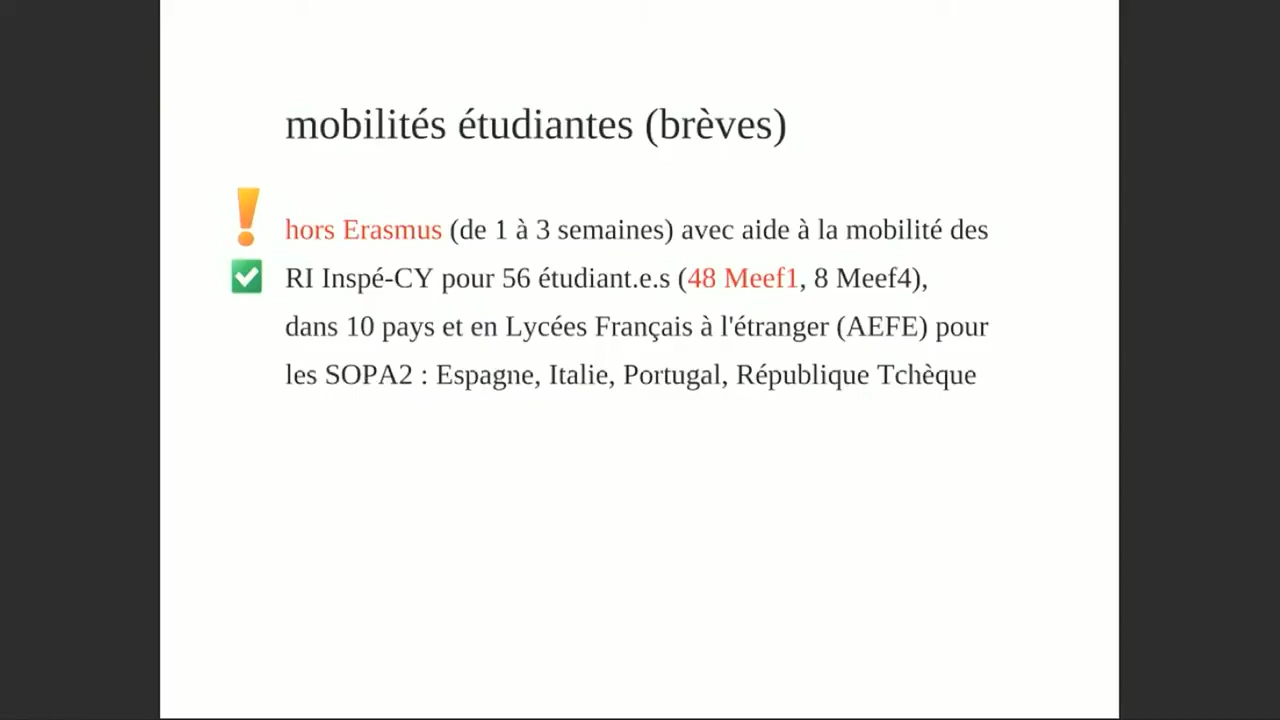 mobilités étudiantes (brèves)
hors Erasmus (de 1 à 3 semaines) avec aide à la mobilité des
RI Inspé-CY pour 56 étudiant.e.s (48 Meef1, 8 Meef4),
dans 10 pays et en Lycées Français à l'étranger (AEFE) pour
les SOPA2 : Espagne, Italie, Portugal, République Tchèque